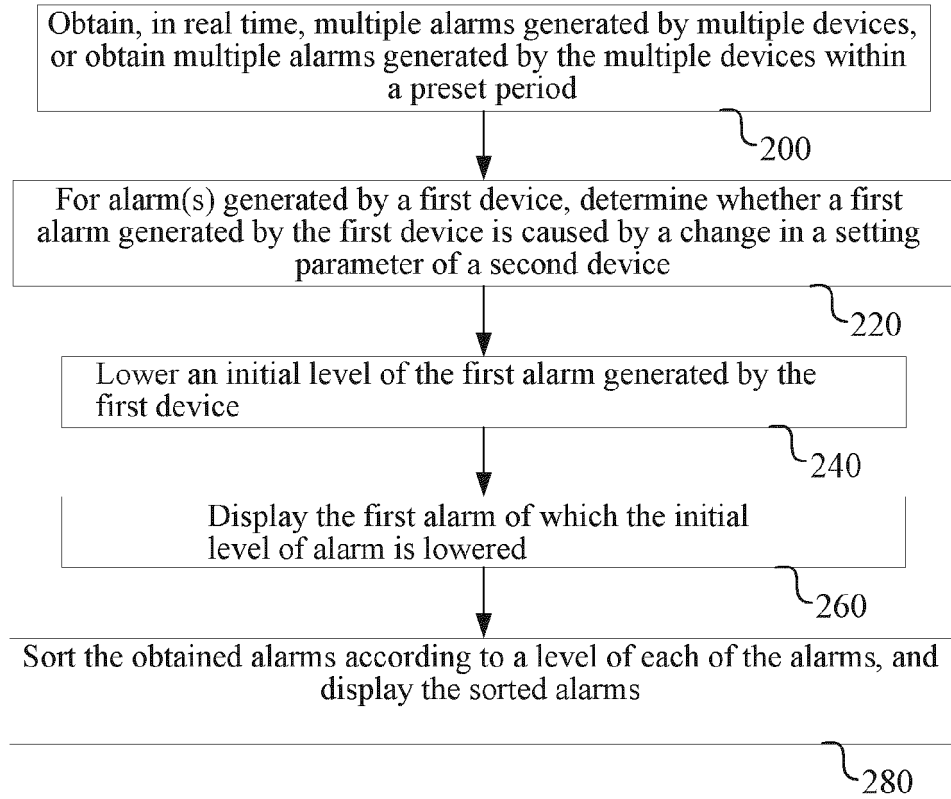 Obtain, in real time, multiple alarms generated by multiple devices,
or obtain multiple alarms generated by the multiple devices within
a preset period
200
For alarm(s) generated by a first device, determine whether a first
alarm generated by the first device is caused by a change in a setting
parameter of a second device
220
Lower an initial level of the first alarm generated by the
first device
240
Display the first alarm of which the initial
level of alarm is lowered
260
Sort the obtained alarms according to a level of each of the alarms, and
display the sorted alarms
280